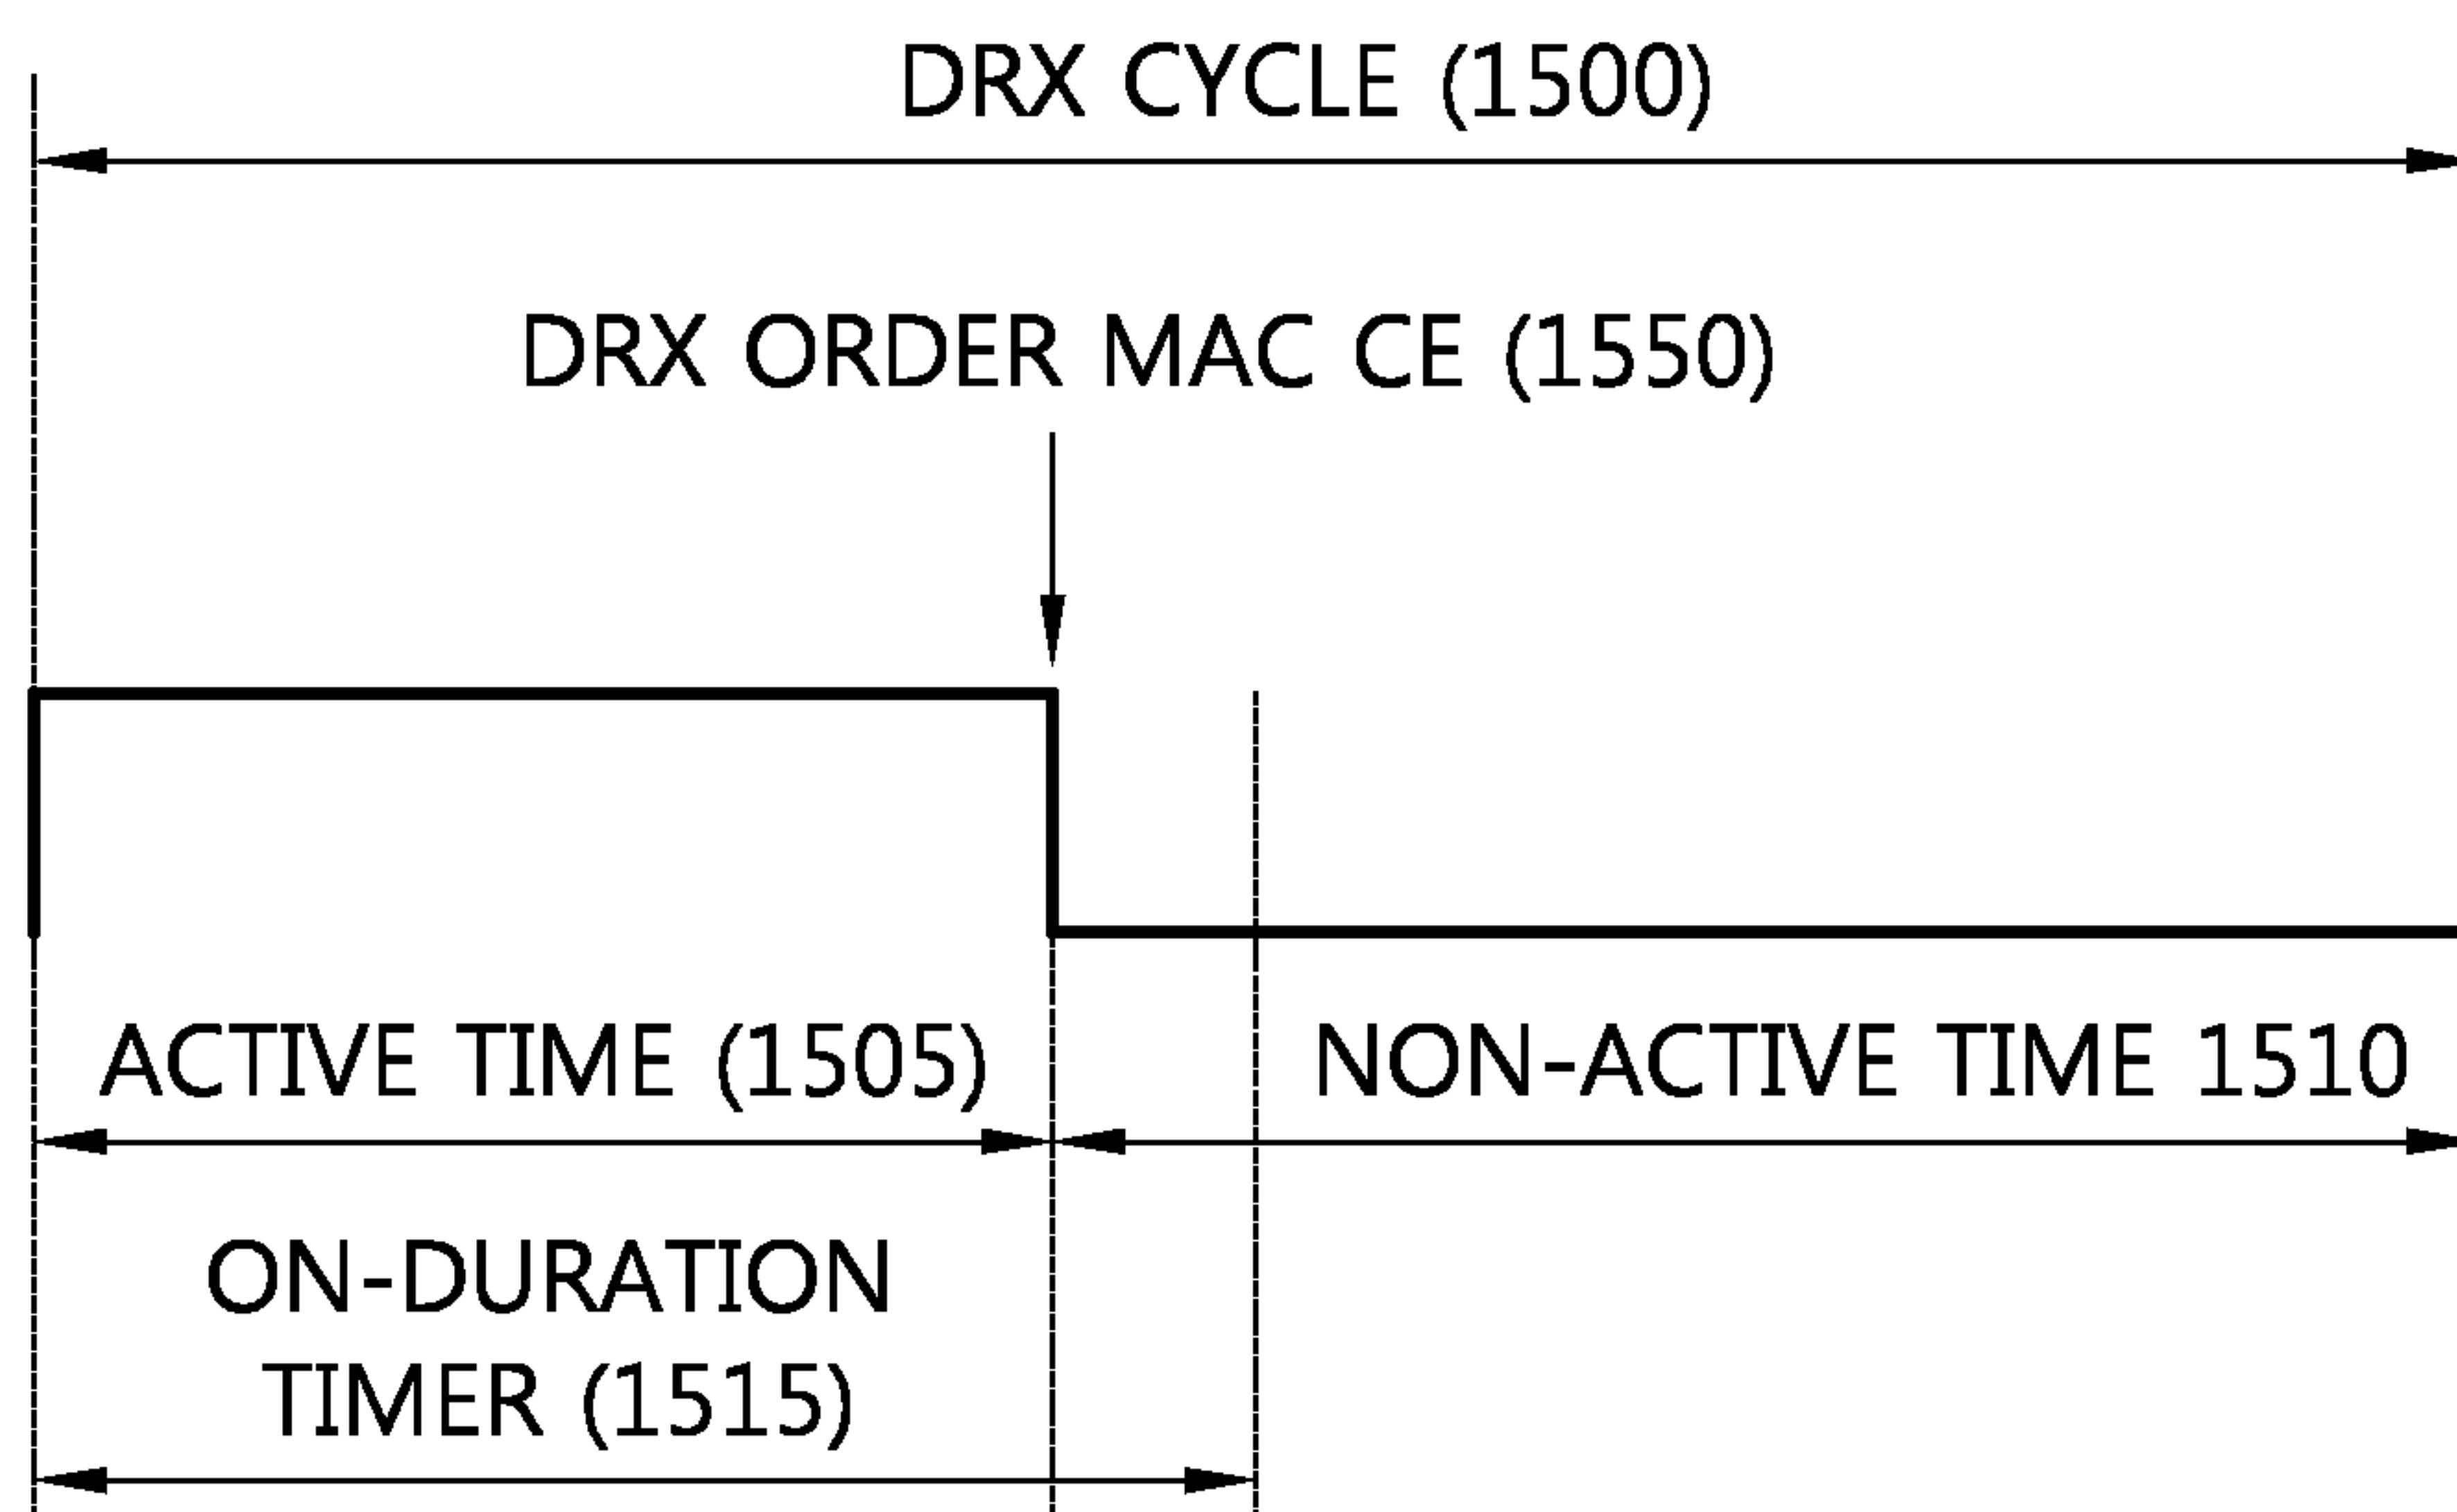 DRX CYCLE (1500)
DRX ORDER MAC CE (1550)
ACTIVE TIME (1505)
NON-ACTIVE TIME 1510
ON-DURATION
TIMER (1515)